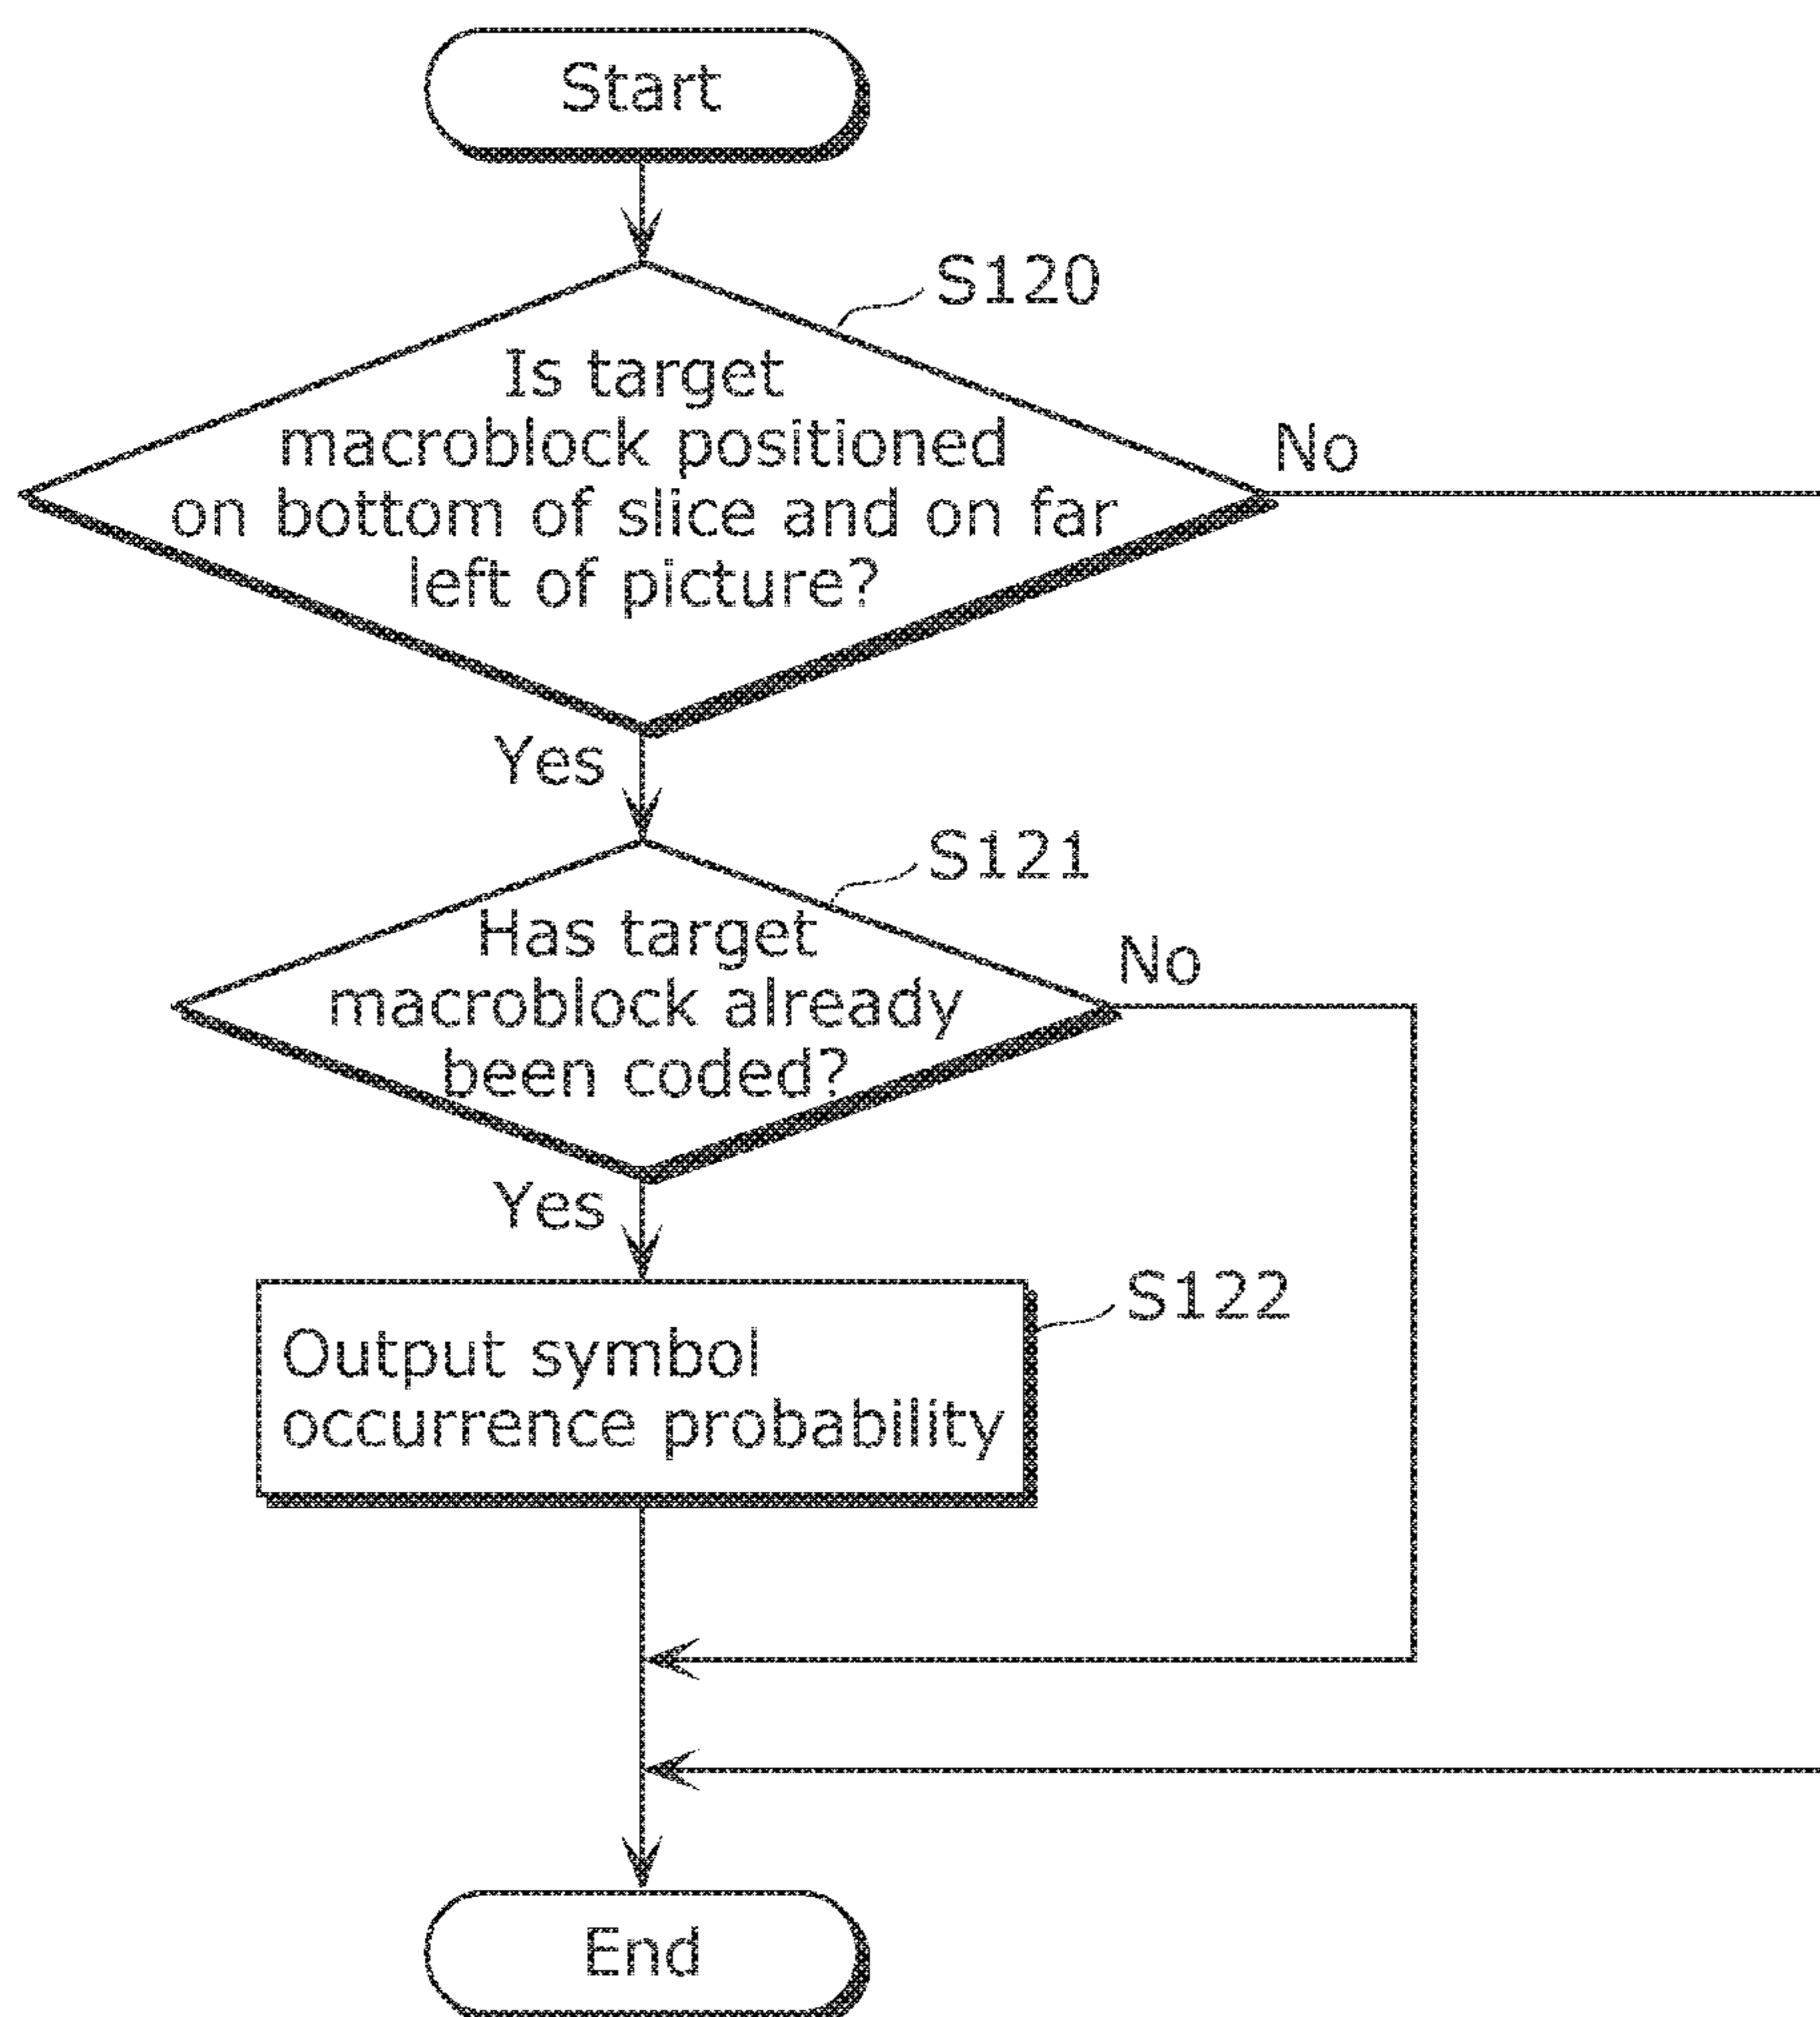 Start
S120
Is target
macroblock positioned
on bottom of slice and on far
left of picture?
No
Yes
S121
Has target
macroblock already
been coded?
No
Yes
S122
Output symbol
occurrence probability
End